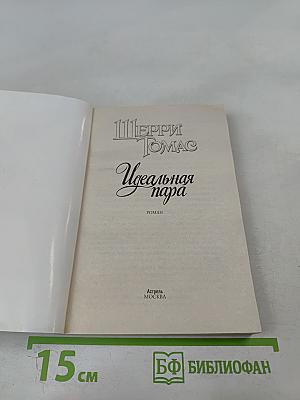 ШЕРРИ
ТОМАС
Идеальная
пара
РОМАН
Астрель
МОСКВА
15 см
БФ БИБЛИОФАН